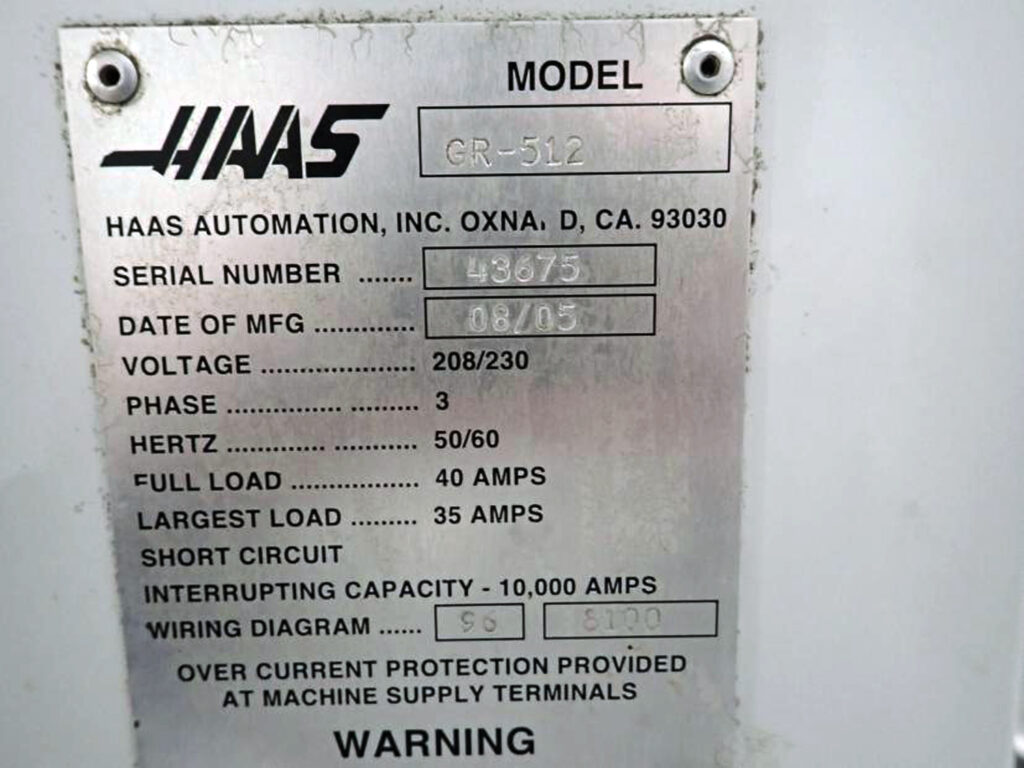 MODEL
HAAS GR-512
HAAS AUTOMATION, INC. OXNA D, CA. 93030
SERIAL NUMBER ....... 43675
DATE OF MFG ............. 08/05
VOLTAGE .................... 208/230
PHASE ............... ......... 3
HERTZ ............. ........... 50/60
FULL LOAD ................. 40 AMPS
LARGEST LOAD ......... 35 AMPS
SHORT CIRCUIT
INTERRUPTING CAPACITY - 10,000 AMPS
WIRING DIAGRAM ...... 96 8100
OVER CURRENT PROTECTION PROVIDED
AT MACHINE SUPPLY TERMINALS
WARNING